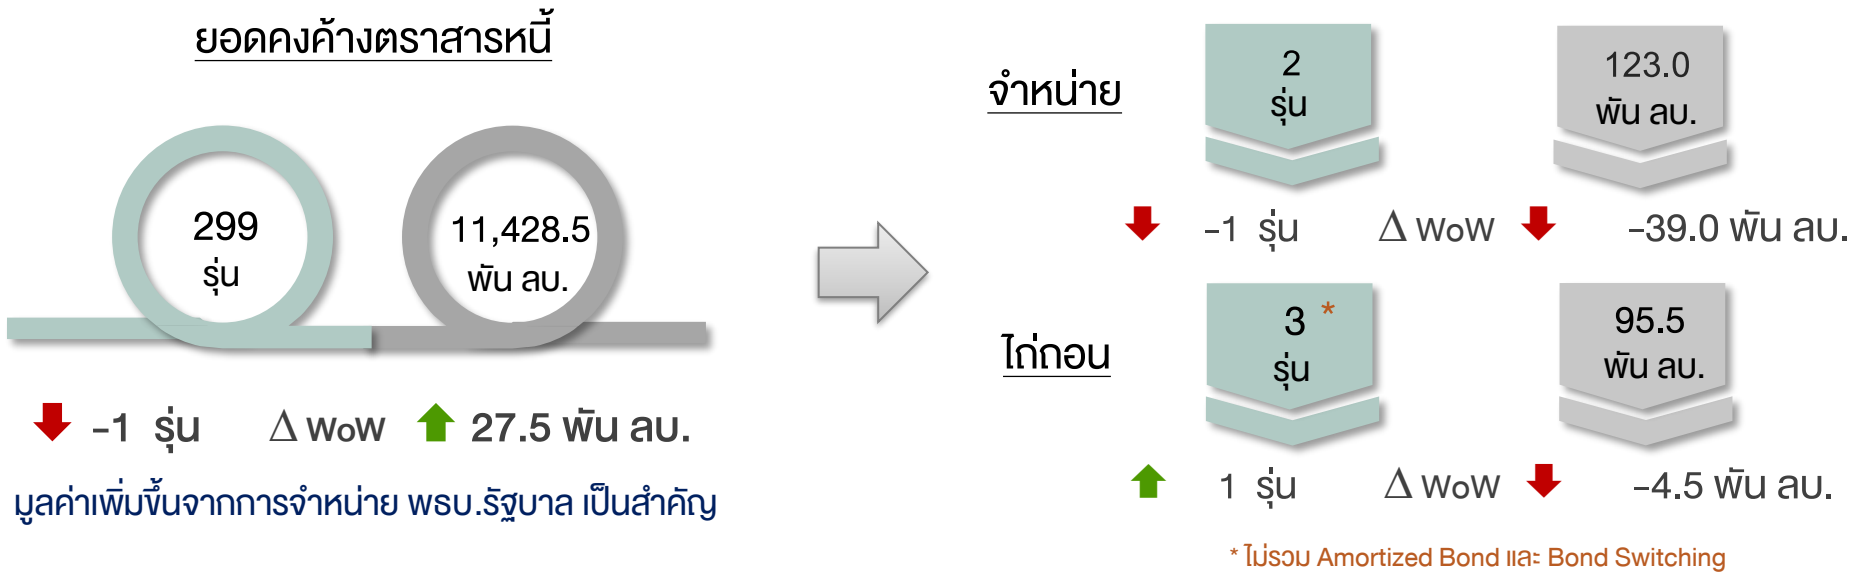 ยอดคงค้างตราสารหนี้
299
รุ่น
11,428.5
พัน ลบ.
-1 รุ่น Δ WoW 27.5 พัน ลบ.
มูลค่าเพิ่มขึ้นจากการจำหน่าย พธบ.รัฐบาล เป็นสำคัญ
จำหน่าย
2
รุ่น
123.0
พัน ลบ.
-1 รุ่น Δ WoW -39.0 พัน ลบ.
ไถ่ถอน
3 *
รุ่น
95.5
พัน ลบ.
1 รุ่น Δ WoW -4.5 พัน ลบ.
* ไม่รวม Amortized Bond และ Bond Switching